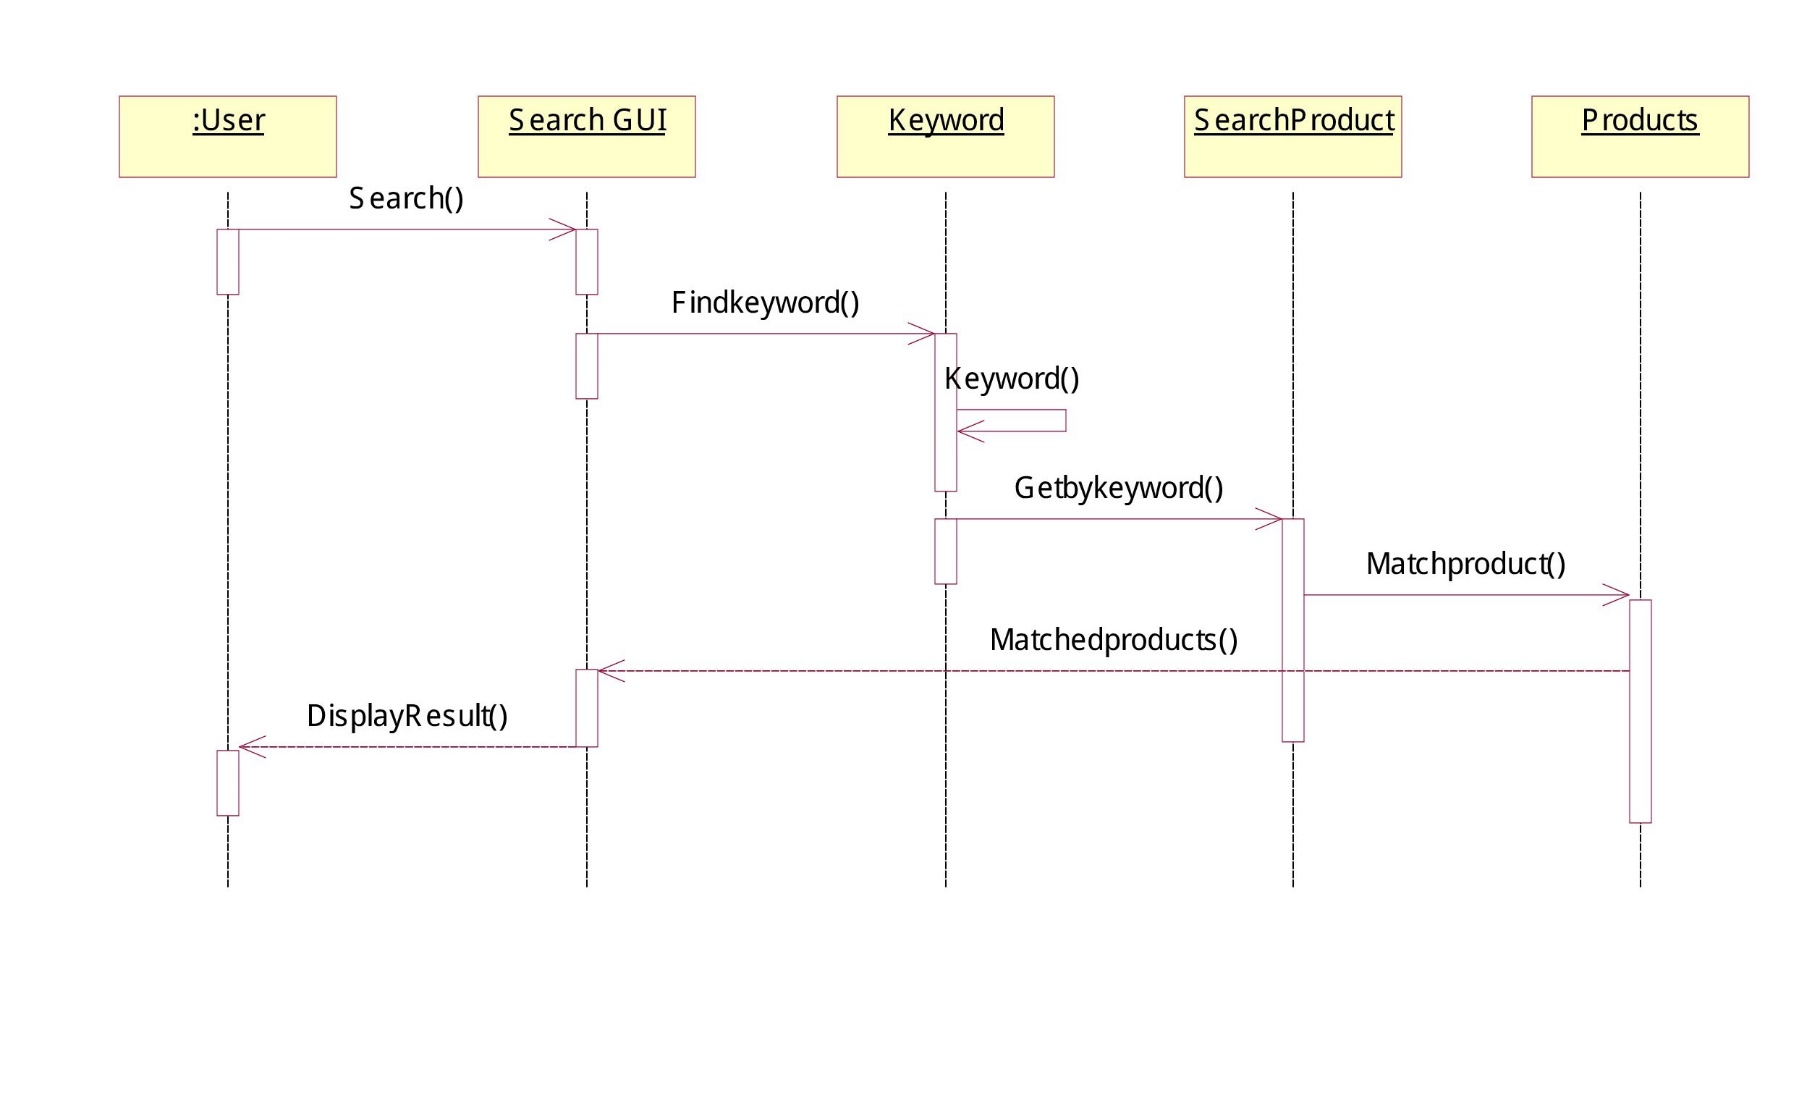 :User
Search GUI
Keyword
SearchProduct
Products
Search()
Findkeyword()
Keyword()
Getbykeyword()
Matchproduct()
Matchedproducts()
DisplayResult()